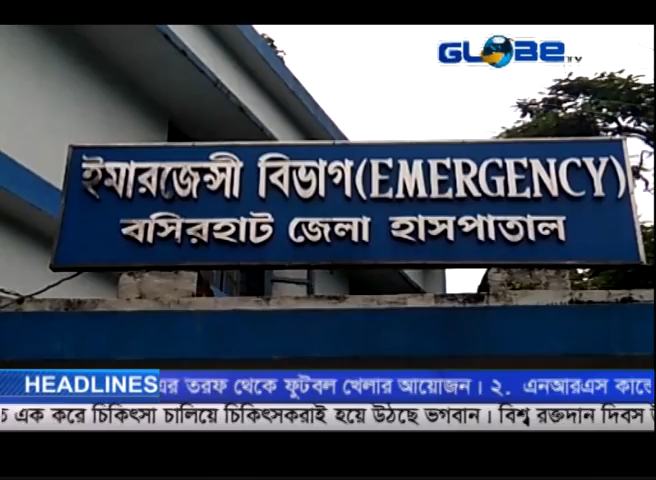 GLOBE TV
ইমারজেন্সী বিভাগ(EMERGENCY)
বসিরহাট জেলা হাসপাতাল
HEADLINES
এর তরফ থেকে ফুটবল খেলার আয়োজন। ২. এনআরএস কান্ডে
এক করে চিকিৎসা চালিয়ে চিকিৎসকরাই হয়ে উঠছে ভগবান। বিশ্ব রক্তদান দিবস